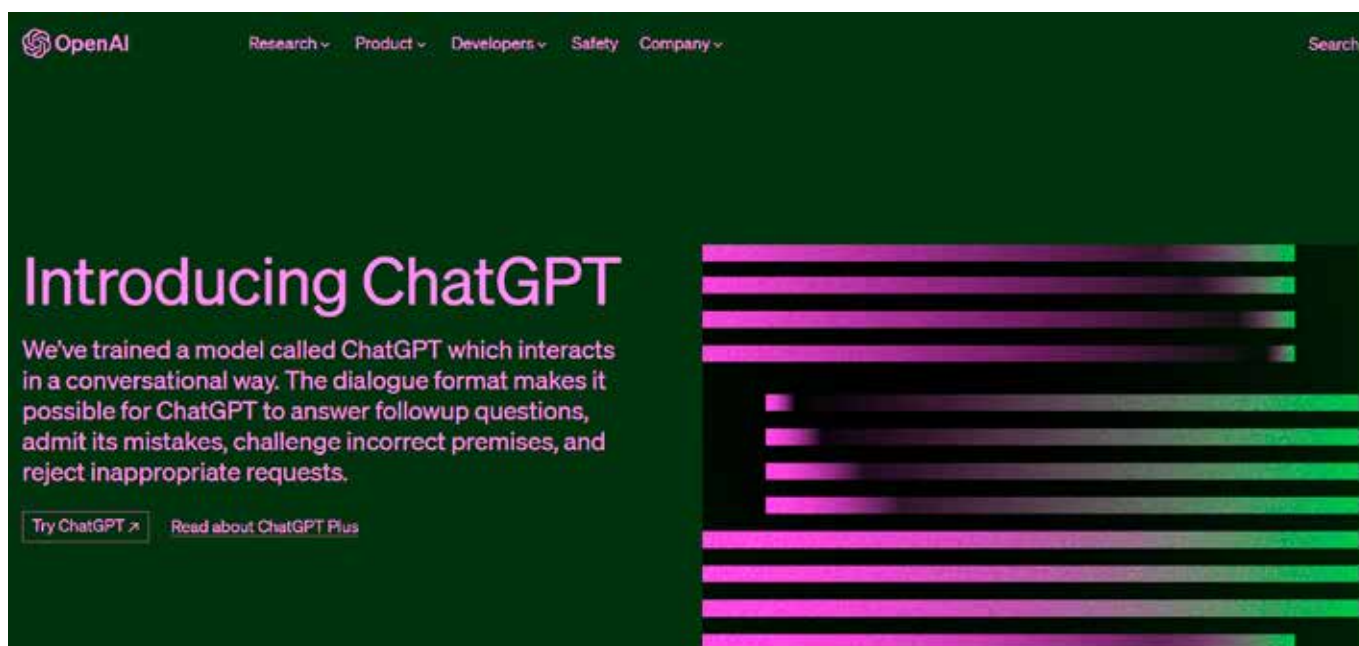 OpenAI Research Product Developers Safety Company Search
Introducing ChatGPT
We've trained a model called ChatGPT which interacts
in a conversational way. The dialogue format makes it
possible for ChatGPT to answer followup questions,
admit its mistakes, challenge incorrect premises, and
reject inappropriate requests.
Try ChatGPT ↗ Read about ChatGPT Plus